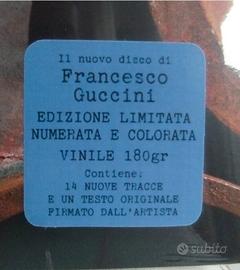 Il nuovo disco di
Francesco
Guccini
EDIZIONE LIMITATA
NUMERATA E COLORATA
VINILE 180gr
Contiene:
14 NUOVE TRACCE
E UN TESTO ORIGINALE
FIRMATO DALL'ARTISTA
subito